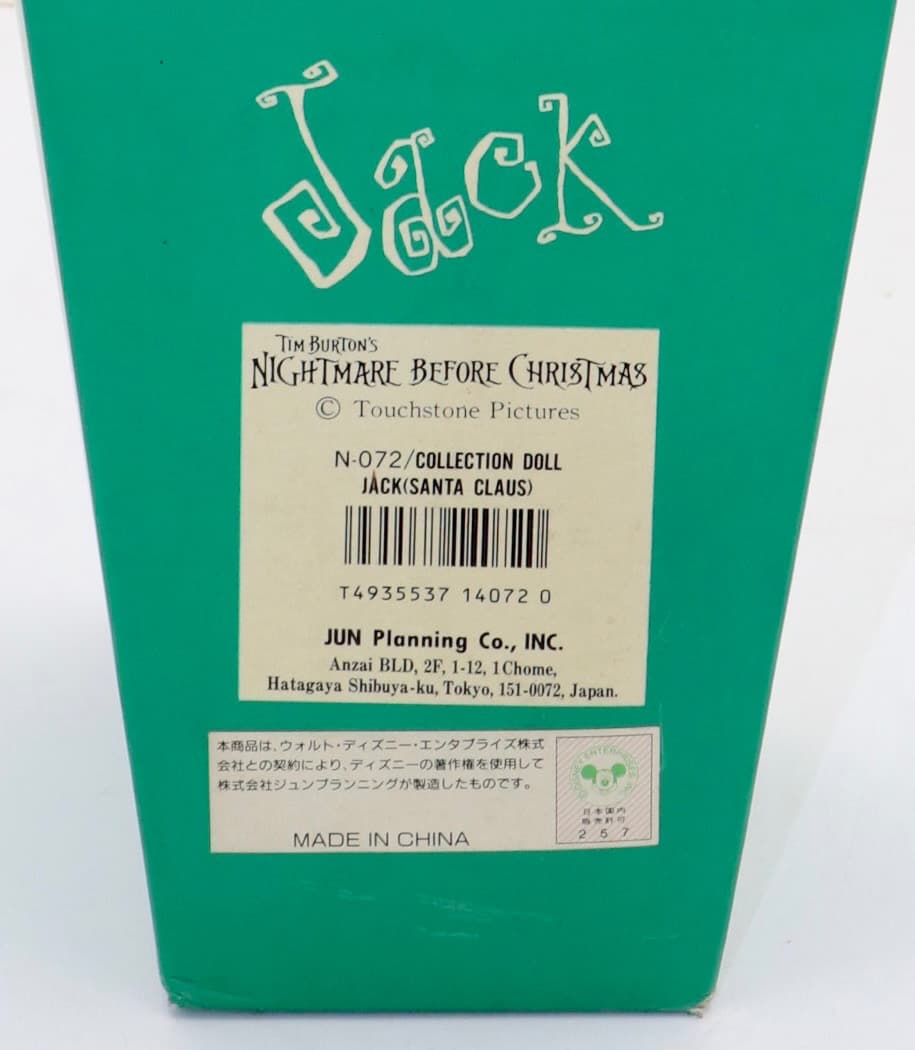 Jack
TIM BURTON'S
NIGHTMARE BEFORE CHRISTMAS
© Touchstone Pictures
N-072/COLLECTION DOLL
JACK(SANTA CLAUS)
T4935537 14072 0
JUN Planning Co., INC.
Anzai BLD, 2F, 1-12, 1Chome,
Hatagaya Shibuya-ku, Tokyo, 151-0072, Japan.
本商品は、ウォルト・ディズニー・エンタプライズ株式
会社との契約により、ディズニーの著作権を使用して
株式会社ジュンプランニングが製造したものです。
MADE IN CHINA
日本国内
販売許可
2 5 7